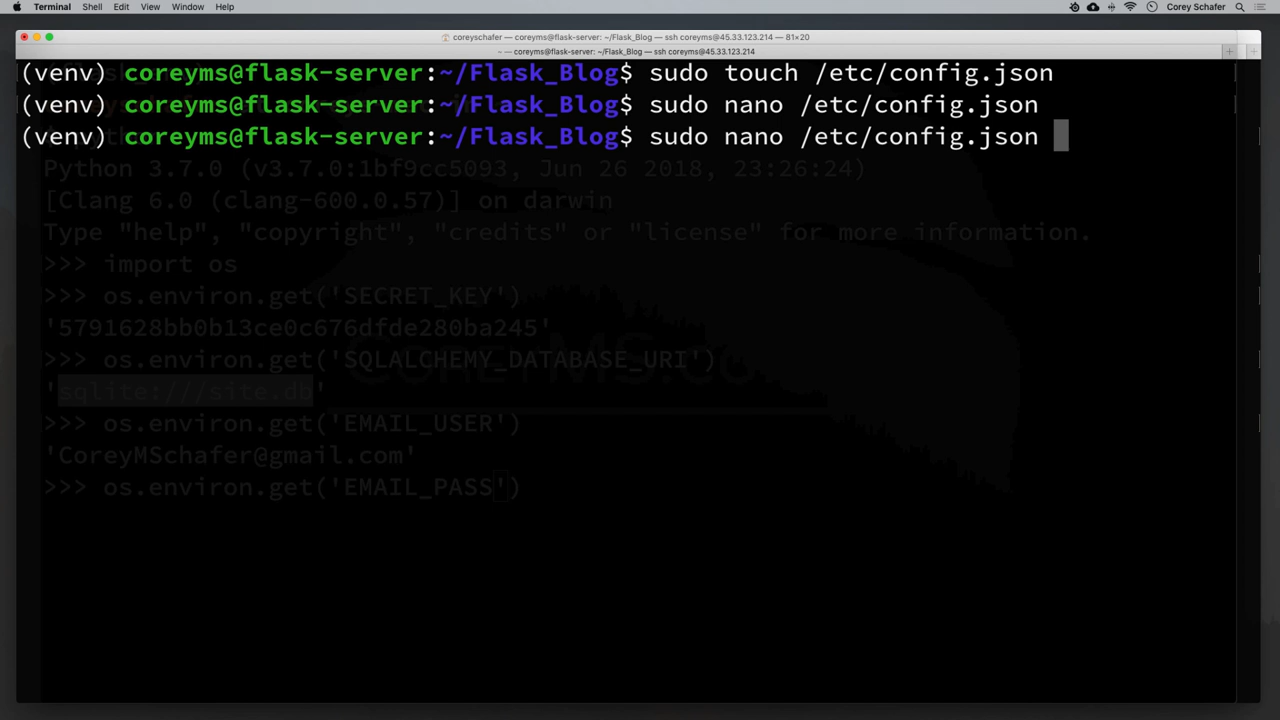 Terminal Shell Edit View Window Help Corey Schafer
coreyschafer — coreyms@flask-server: ~/Flask_Blog — ssh coreyms@45.33.123.214 — 81×20
~ — coreyms@flask-server: ~/Flask_Blog — ssh coreyms@45.33.123.214
(venv) coreyms@flask-server:~/Flask_Blog$ sudo touch /etc/config.json
(venv) coreyms@flask-server:~/Flask_Blog$ sudo nano /etc/config.json
(venv) coreyms@flask-server:~/Flask_Blog$ sudo nano /etc/config.json
Python 3.7.0 (v3.7.0:1bf9cc5093, Jun 26 2018, 23:26:24)
[Clang 6.0 (clang-600.0.57)] on darwin
Type "help", "copyright", "credits" or "license" for more information.
>>> import os
>>> os.environ.get('SECRET_KEY')
'5791628bb0b13ce0c676dfde280ba245'
>>> os.environ.get('SQLALCHEMY_DATABASE_URI')
'sqlite:///site.db'
>>> os.environ.get('EMAIL_USER')
'CoreyMSchafer@gmail.com'
>>> os.environ.get('EMAIL_PASS')